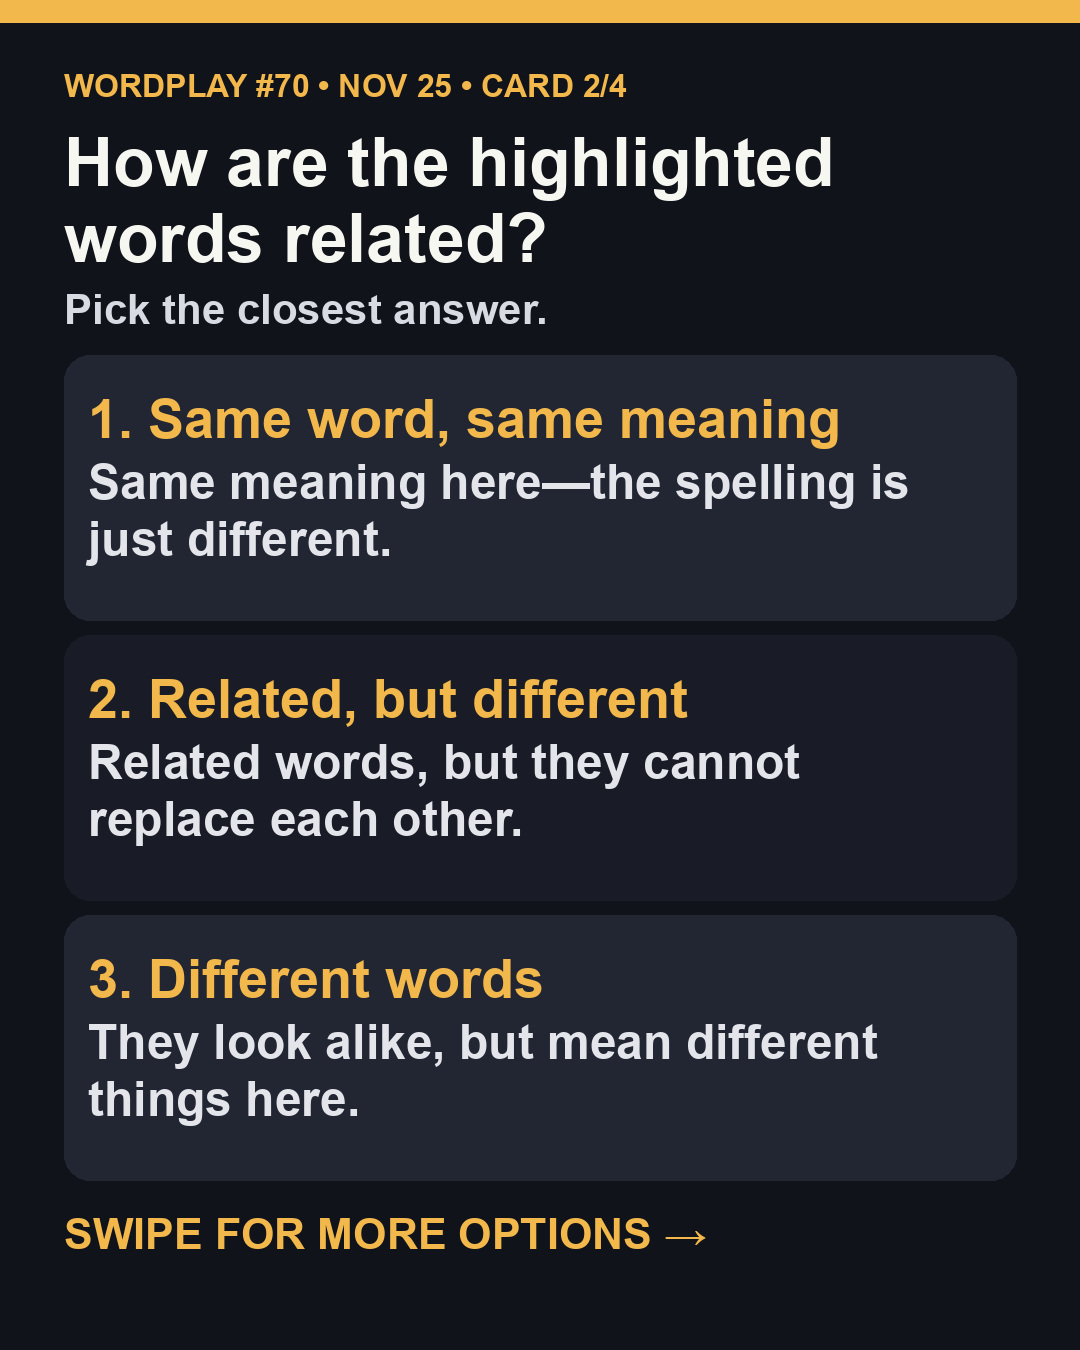 WORDPLAY #70 • NOV 25 • CARD 2/4
How are the highlighted
words related?
Pick the closest answer.
1. Same word, same meaning
Same meaning here—the spelling is
just different.
2. Related, but different
Related words, but they cannot
replace each other.
3. Different words
They look alike, but mean different
things here.
SWIPE FOR MORE OPTIONS →